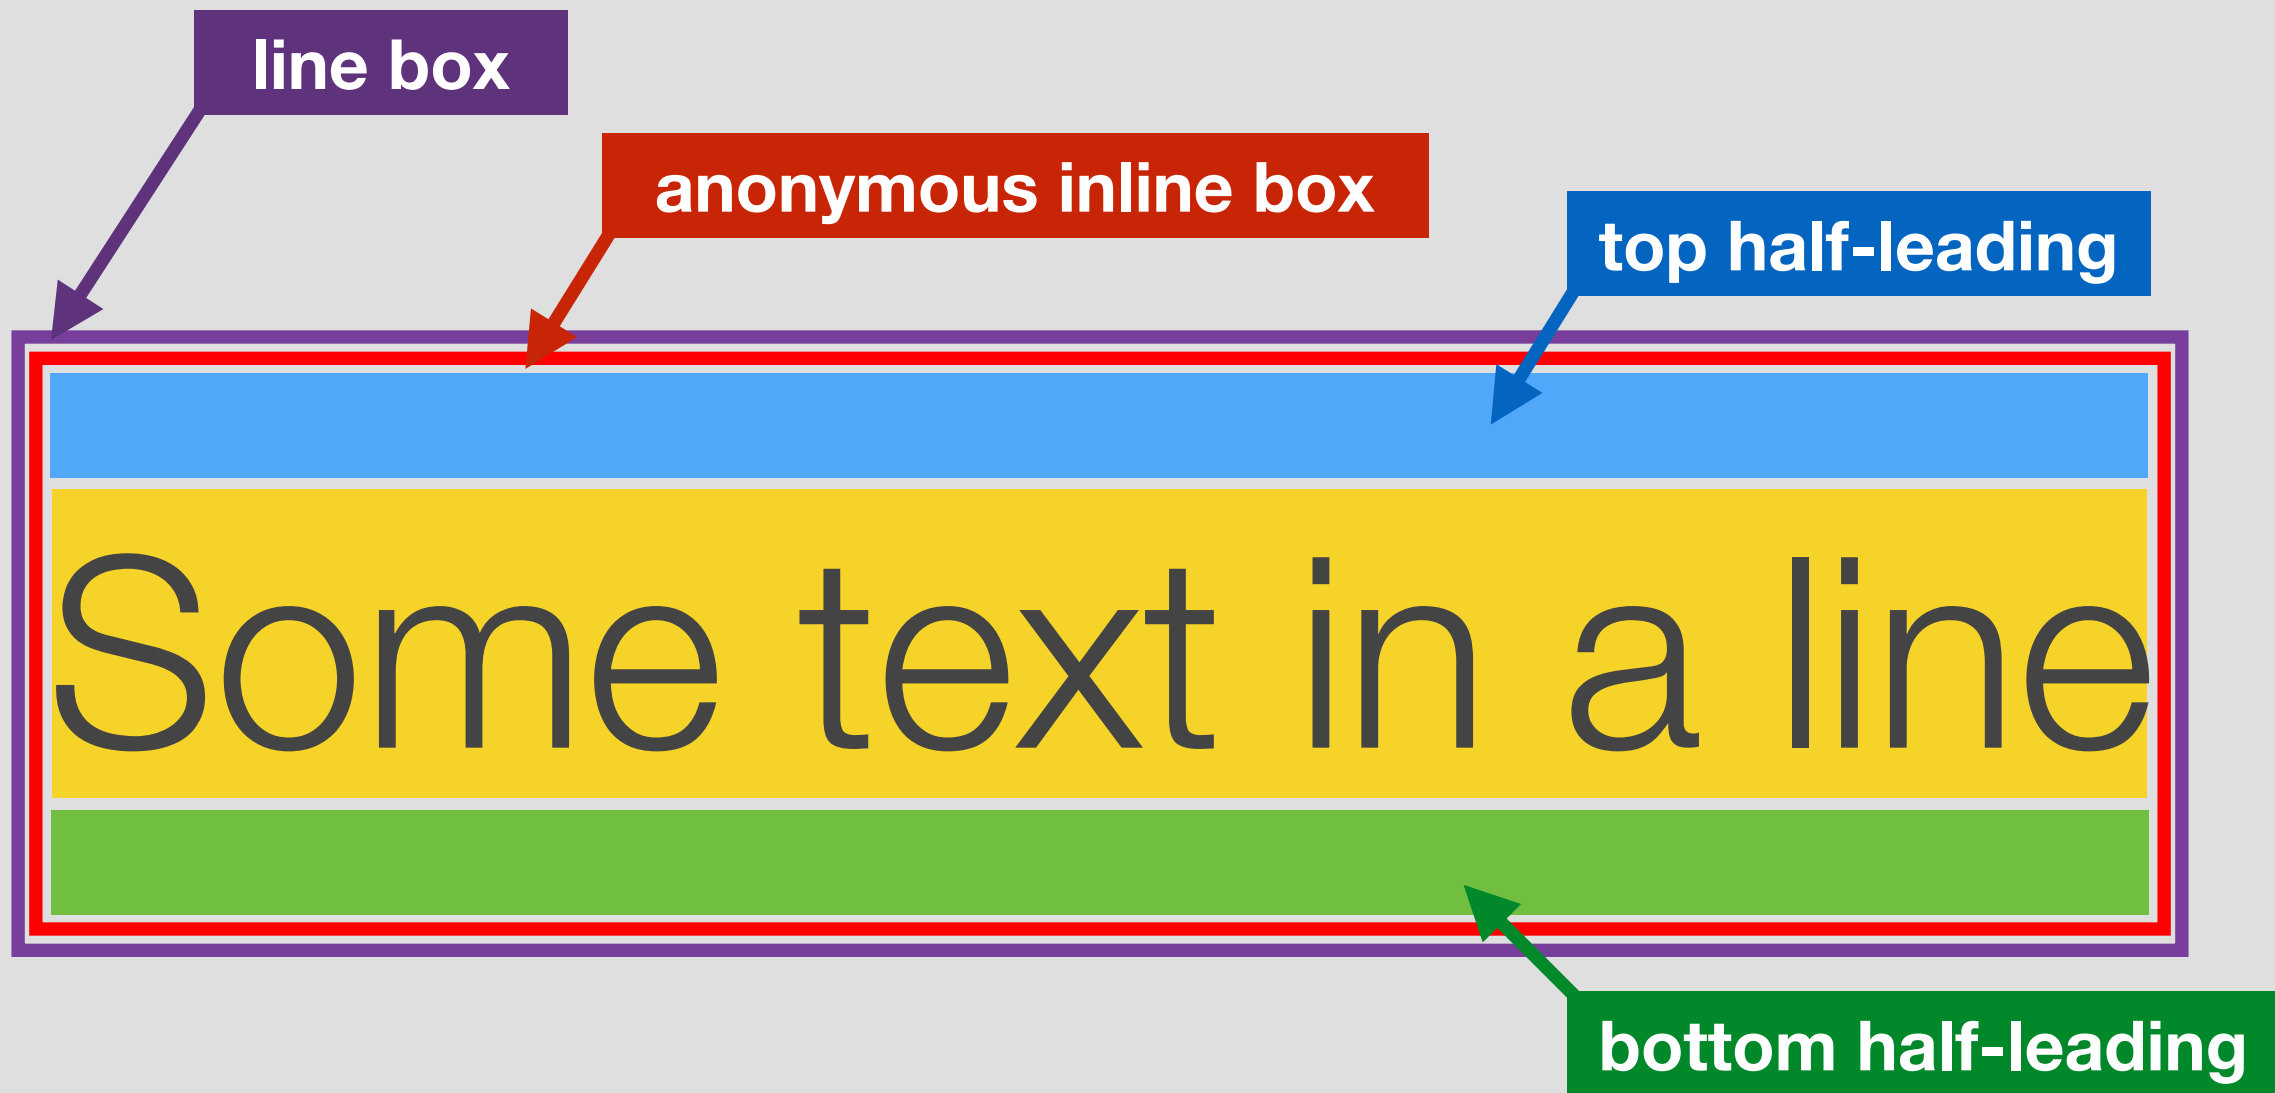 line box
anonymous inline box
top half-leading
Some text in a line
bottom half-leading